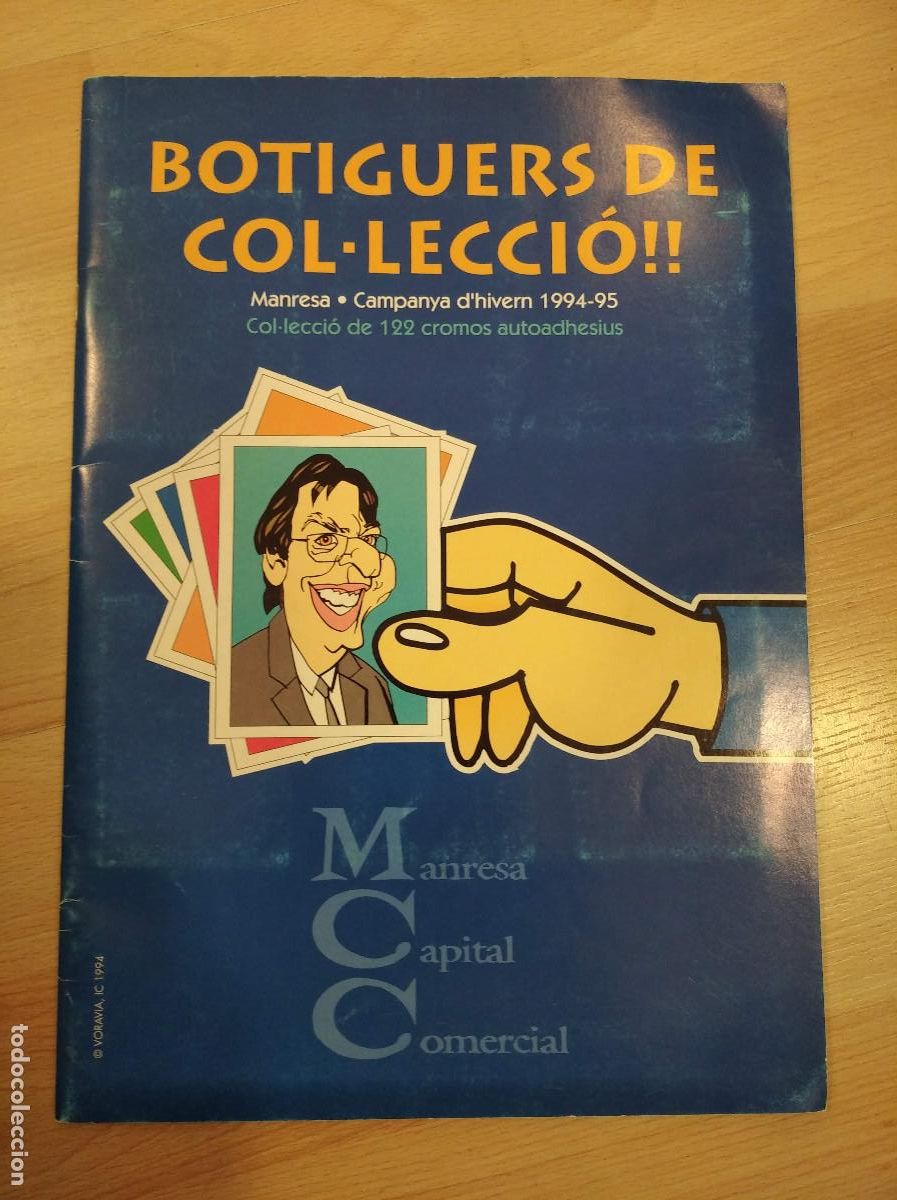 BOTIGUERS DE
COL·LECCIÓ!!
Manresa • Campanya d'hivern 1994-95
Col·lecció de 122 cromos autoadhesius
Manresa
Capital
Comercial
© VORAVIA, IC 1994
todocoleccion